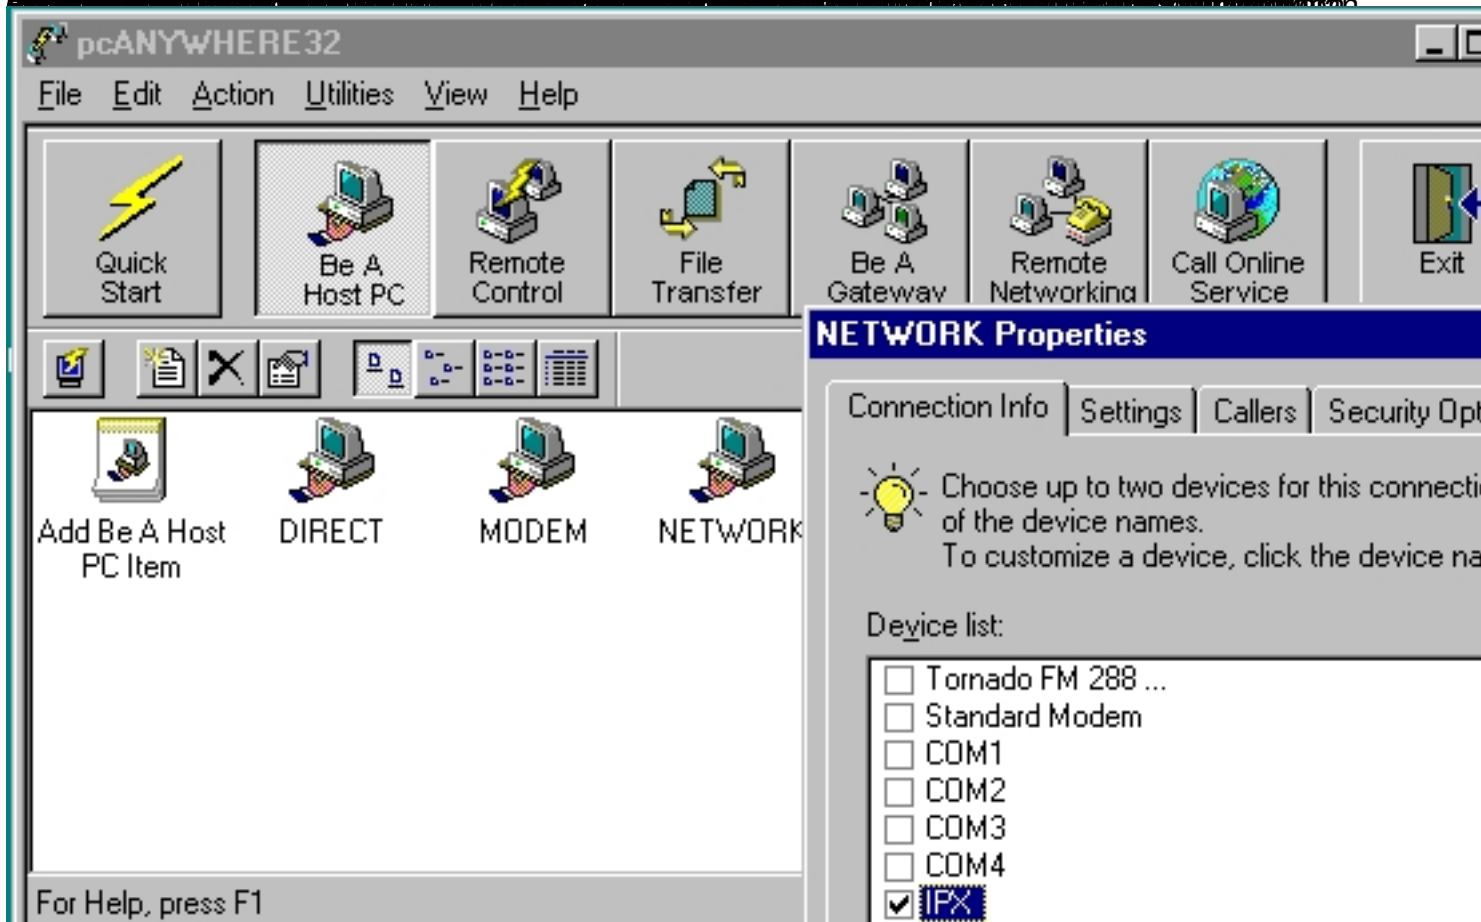 pcANYWHERE32
File Edit Action Utilities View Help
Quick Start
Be A Host PC
Remote Control
File Transfer
Be A Gateway
Remote Networking
Call Online Service
Exit
NETWORK Properties
Connection Info Settings Callers Security Opt
Add Be A Host PC Item
DIRECT
MODEM
NETWORK
Choose up to two devices for this connecti
of the device names.
To customize a device, click the device na
Device list:
Tornado FM 288 ...
Standard Modem
COM1
COM2
COM3
COM4
IPX
For Help, press F1